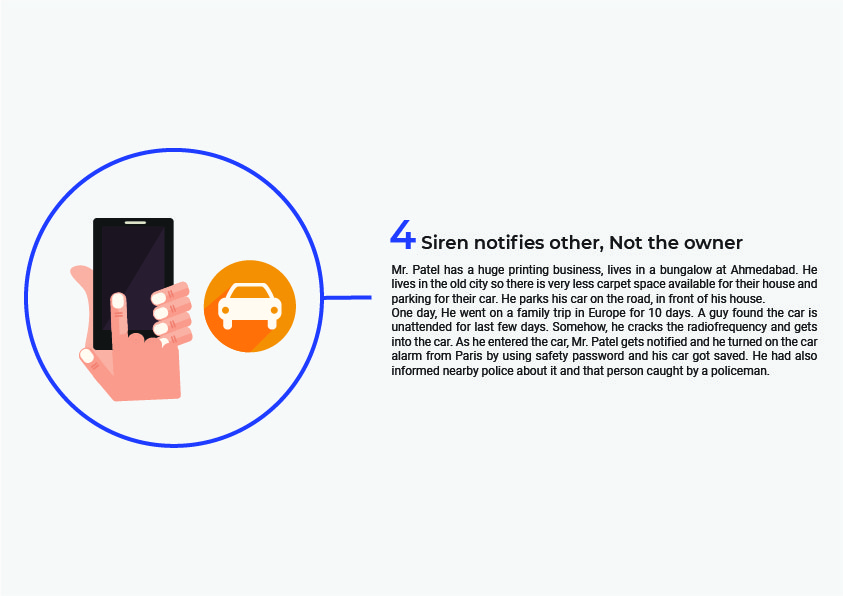 4 Siren notifies other, Not the owner
Mr. Patel has a huge printing business, lives in a bungalow at Ahmedabad. He
lives in the old city so there is very less carpet space available for their house and
parking for their car. He parks his car on the road, in front of his house.
One day, He went on a family trip in Europe for 10 days. A guy found the car is
unattended for last few days. Somehow, he cracks the radiofrequency and gets
into the car. As he entered the car, Mr. Patel gets notified and he turned on the car
alarm from Paris by using safety password and his car got saved. He had also
informed nearby police about it and that person caught by a policeman.